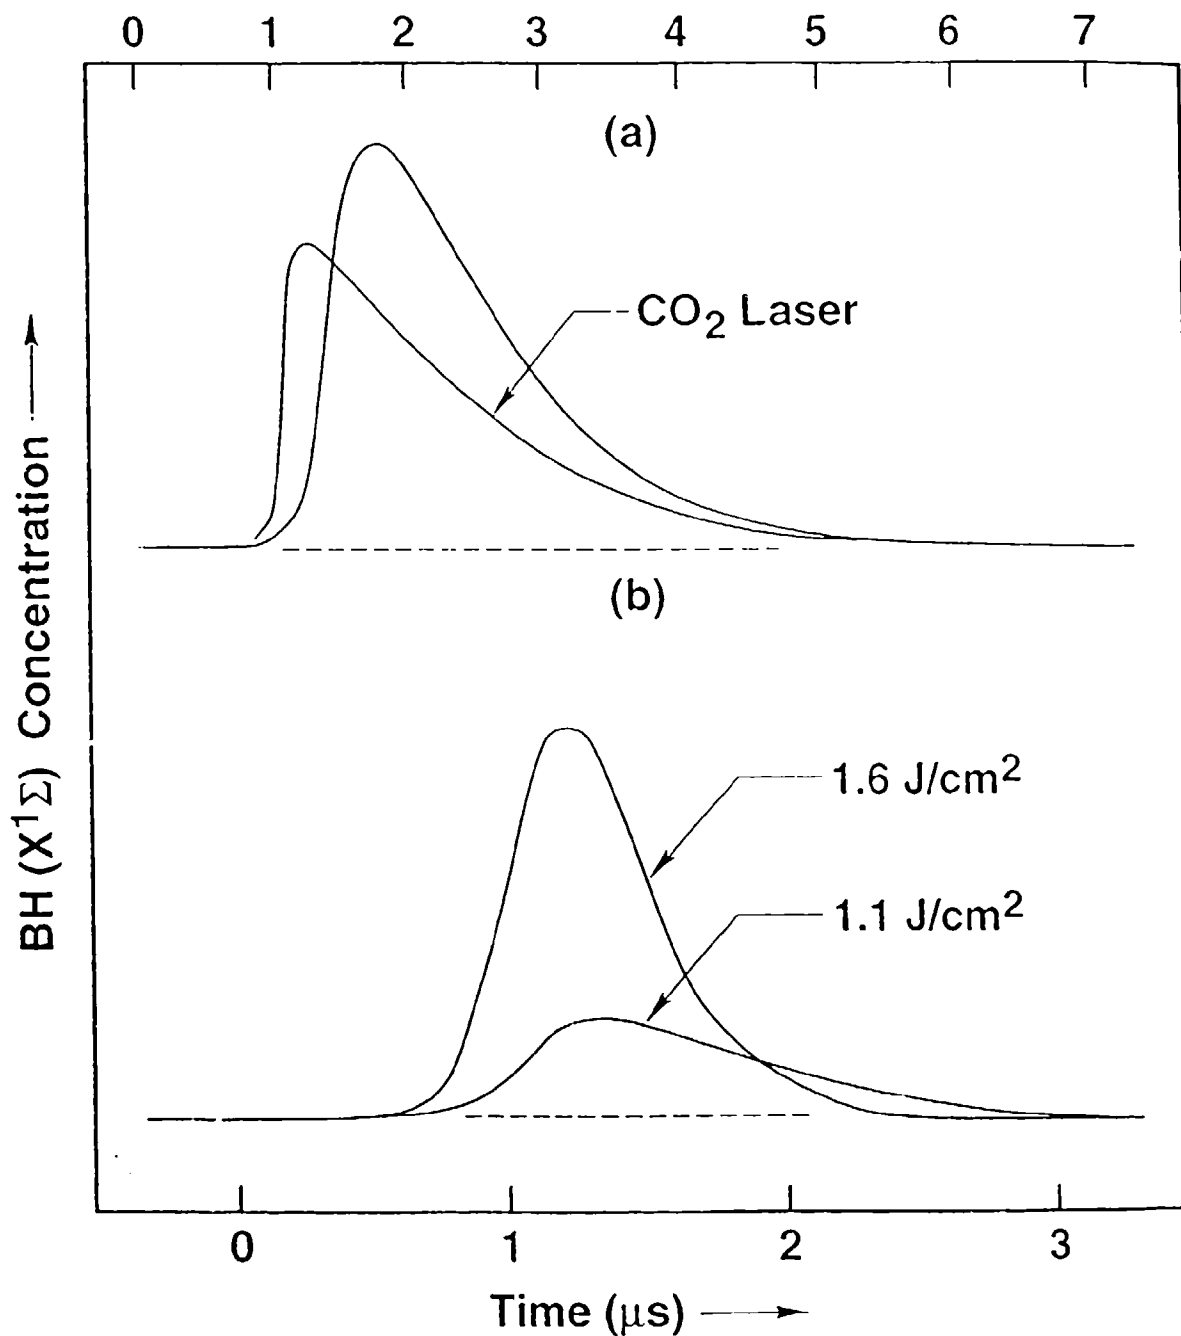 0 1 2 3 4 5 6 7
(a)
CO₂ Laser
BH (X¹Σ) Concentration
(b)
1.6 J/cm²
1.1 J/cm²
0 1 2 3
Time (μs)